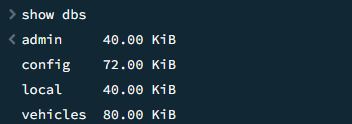 > show dbs
< admin     40.00 KiB
config    72.00 KiB
local     40.00 KiB
vehicles  80.00 KiB